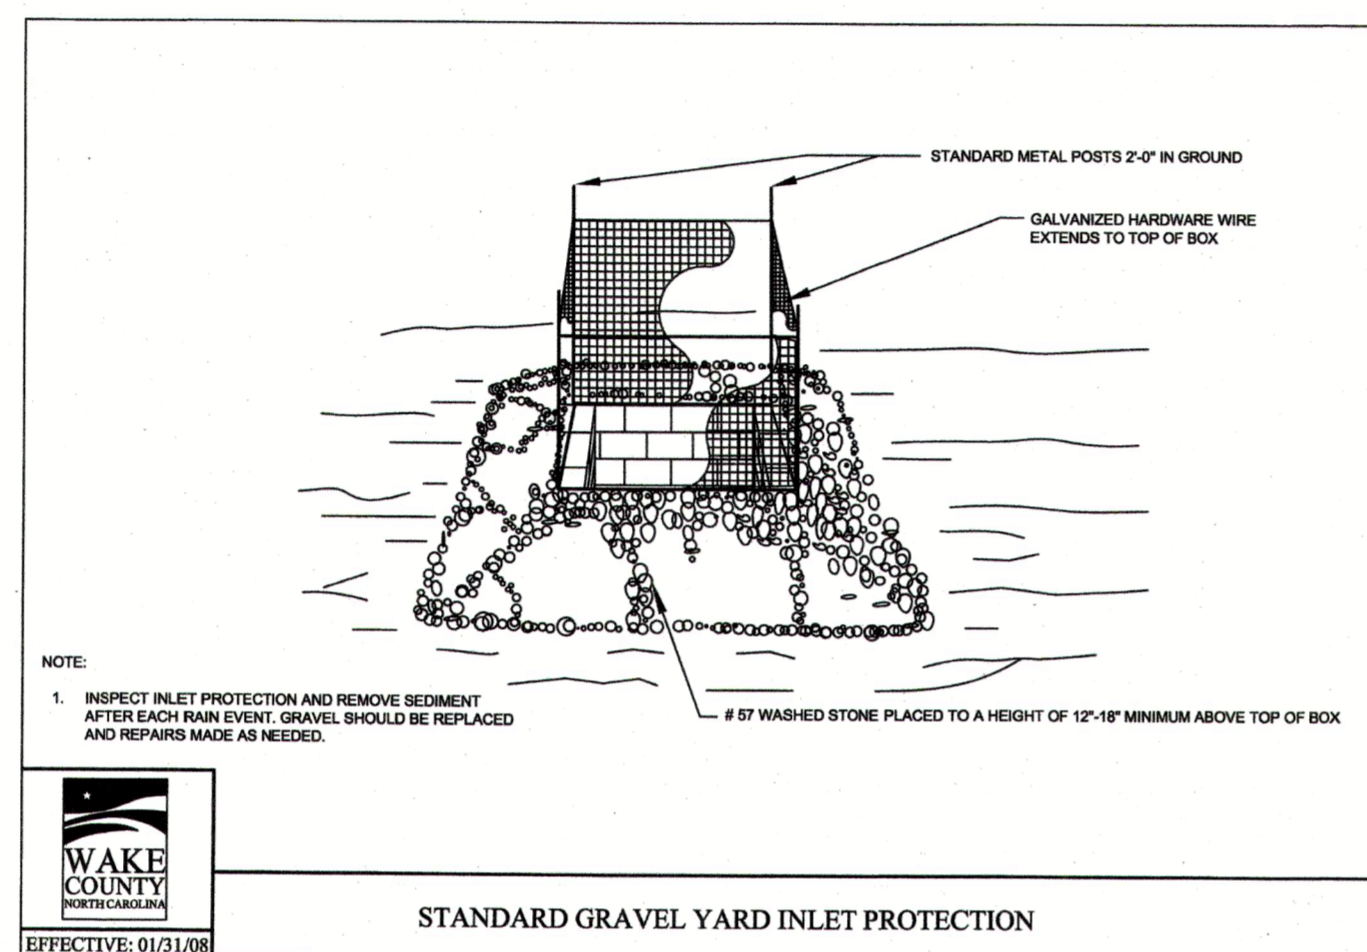 STANDARD METAL POSTS 2'-0" IN GROUND
GALVANIZED HARDWARE WIRE
EXTENDS TO TOP OF BOX
NOTE:
1. INSPECT INLET PROTECTION AND REMOVE SEDIMENT
AFTER EACH RAIN EVENT. GRAVEL SHOULD BE REPLACED
AND REPAIRS MADE AS NEEDED.
# 57 WASHED STONE PLACED TO A HEIGHT OF 12"-18" MINIMUM ABOVE TOP OF BOX
WAKE
COUNTY
NORTH CAROLINA
EFFECTIVE: 01/31/08
STANDARD GRAVEL YARD INLET PROTECTION